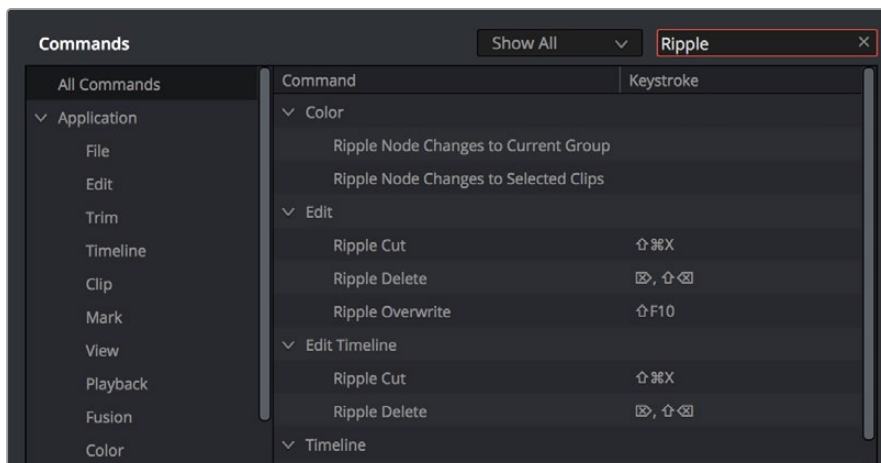 Commands
Show All
Ripple ×
All Commands
Application
File
Edit
Trim
Timeline
Clip
Mark
View
Playback
Fusion
Color
Command Keystroke
Color
Ripple Node Changes to Current Group
Ripple Node Changes to Selected Clips
Edit
Ripple Cut ⇧⌘X
Ripple Delete ⌦, ⇧⌫
Ripple Overwrite ⇧F10
Edit Timeline
Ripple Cut ⇧⌘X
Ripple Delete ⌦, ⇧⌫
Timeline